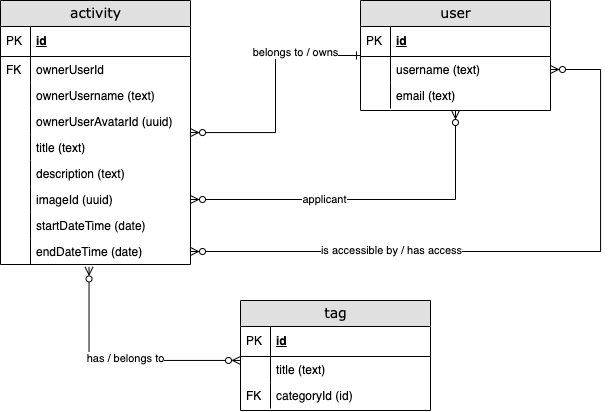 activity
PK id
FK ownerUserId
ownerUsername (text)
ownerUserAvatarId (uuid)
title (text)
description (text)
imageId (uuid)
startDateTime (date)
endDateTime (date)
belongs to / owns
user
PK id
username (text)
email (text)
applicant
is accessible by / has access
has / belongs to
tag
PK id
title (text)
FK categoryId (id)